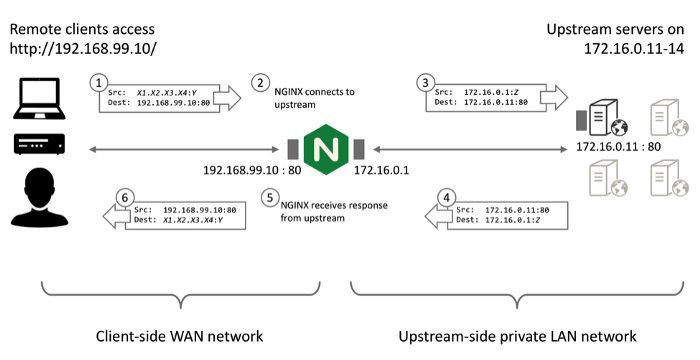 Remote clients access
http://192.168.99.10/
Upstream servers on
172.16.0.11-14
1
Src: X1.X2.X3.X4:Y
Dest: 192.168.99.10:80
2
NGINX connects to
upstream
3
Src: 172.16.0.1:Z
Dest: 172.16.0.11:80
N
192.168.99.10 : 80
172.16.0.1
172.16.0.11 : 80
6
Src: 192.168.99.10:80
Dest: X1.X2.X3.X4:Y
5
NGINX receives response
from upstream
4
Src: 172.16.0.11:80
Dest: 172.16.0.1:Z
Client-side WAN network
Upstream-side private LAN network